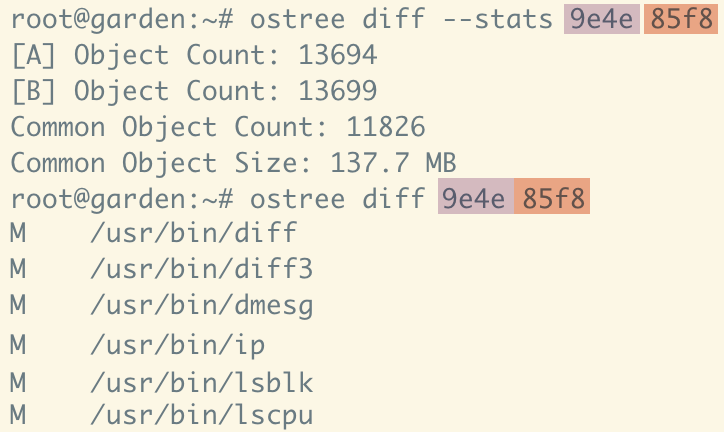 root@garden:~# ostree diff --stats 9e4e 85f8
[A] Object Count: 13694
[B] Object Count: 13699
Common Object Count: 11826
Common Object Size: 137.7 MB
root@garden:~# ostree diff 9e4e 85f8
M    /usr/bin/diff
M    /usr/bin/diff3
M    /usr/bin/dmesg
M    /usr/bin/ip
M    /usr/bin/lsblk
M    /usr/bin/lscpu